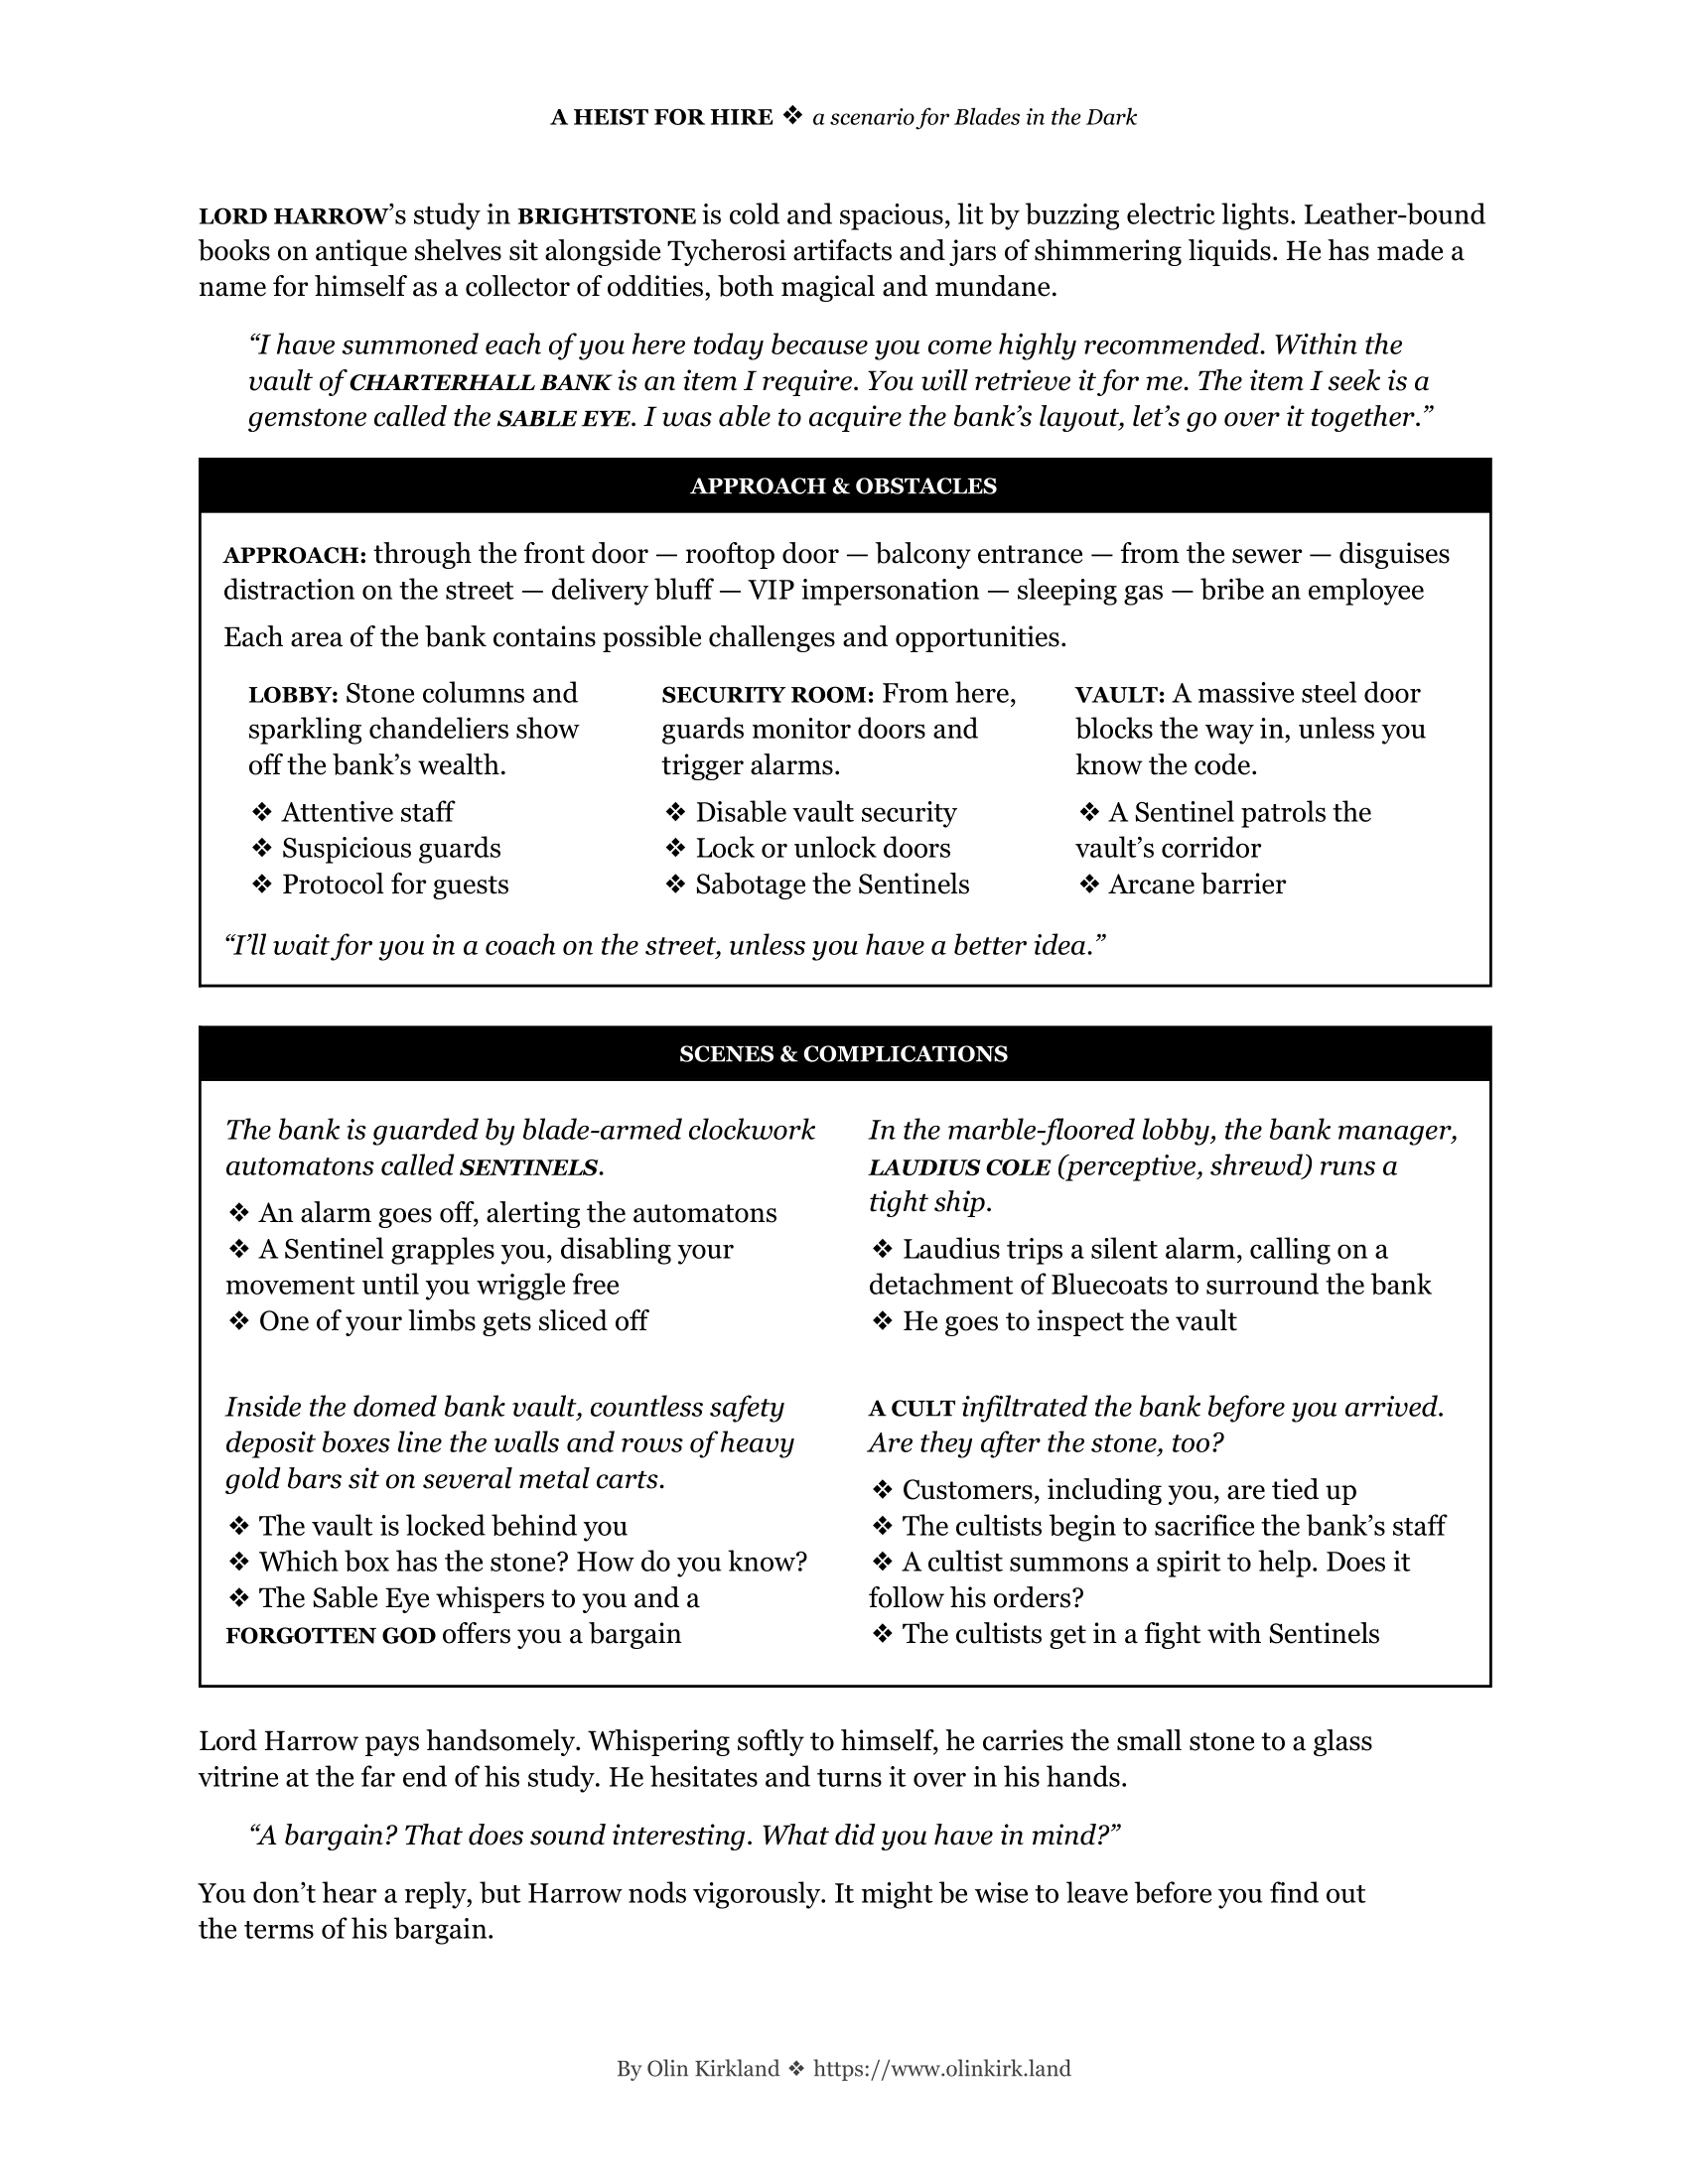 A HEIST FOR HIRE ❖ a scenario for Blades in the Dark
LORD HARROW’s study in BRIGHTSTONE is cold and spacious, lit by buzzing electric lights. Leather-bound
books on antique shelves sit alongside Tycherosi artifacts and jars of shimmering liquids. He has made a
name for himself as a collector of oddities, both magical and mundane.
“I have summoned each of you here today because you come highly recommended. Within the
vault of CHARTERHALL BANK is an item I require. You will retrieve it for me. The item I seek is a
gemstone called the SABLE EYE. I was able to acquire the bank’s layout, let’s go over it together.”
APPROACH & OBSTACLES
APPROACH: through the front door — rooftop door — balcony entrance — from the sewer — disguises
distraction on the street — delivery bluff — VIP impersonation — sleeping gas — bribe an employee
Each area of the bank contains possible challenges and opportunities.
LOBBY: Stone columns and
sparkling chandeliers show
off the bank’s wealth.
❖ Attentive staff
❖ Suspicious guards
❖ Protocol for guests
SECURITY ROOM: From here,
guards monitor doors and
trigger alarms.
❖ Disable vault security
❖ Lock or unlock doors
❖ Sabotage the Sentinels
VAULT: A massive steel door
blocks the way in, unless you
know the code.
❖ A Sentinel patrols the
vault’s corridor
❖ Arcane barrier
“I’ll wait for you in a coach on the street, unless you have a better idea.”
SCENES & COMPLICATIONS
The bank is guarded by blade-armed clockwork
automatons called SENTINELS.
❖ An alarm goes off, alerting the automatons
❖ A Sentinel grapples you, disabling your
movement until you wriggle free
❖ One of your limbs gets sliced off
In the marble-floored lobby, the bank manager,
LAUDIUS COLE (perceptive, shrewd) runs a
tight ship.
❖ Laudius trips a silent alarm, calling on a
detachment of Bluecoats to surround the bank
❖ He goes to inspect the vault
Inside the domed bank vault, countless safety
deposit boxes line the walls and rows of heavy
gold bars sit on several metal carts.
❖ The vault is locked behind you
❖ Which box has the stone? How do you know?
❖ The Sable Eye whispers to you and a
FORGOTTEN GOD offers you a bargain
A CULT infiltrated the bank before you arrived.
Are they after the stone, too?
❖ Customers, including you, are tied up
❖ The cultists begin to sacrifice the bank’s staff
❖ A cultist summons a spirit to help. Does it
follow his orders?
❖ The cultists get in a fight with Sentinels
Lord Harrow pays handsomely. Whispering softly to himself, he carries the small stone to a glass
vitrine at the far end of his study. He hesitates and turns it over in his hands.
“A bargain? That does sound interesting. What did you have in mind?”
You don’t hear a reply, but Harrow nods vigorously. It might be wise to leave before you find out
the terms of his bargain.
By Olin Kirkland ❖ https://www.olinkirk.land